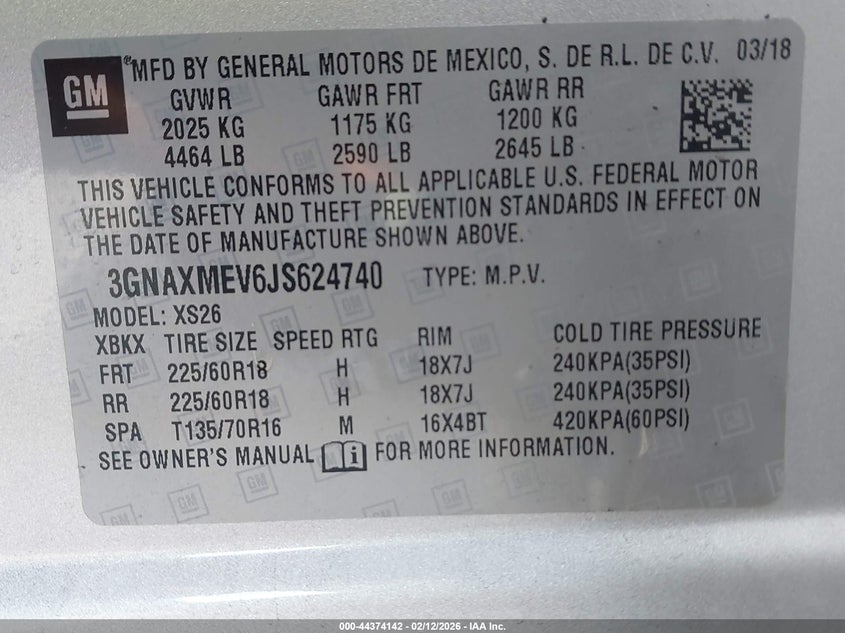 GM
® MFD BY GENERAL MOTORS DE MEXICO, S. DE R.L. DE C.V. 03/18
GVWR GAWR FRT GAWR RR
2025 KG 1175 KG 1200 KG
4464 LB 2590 LB 2645 LB
THIS VEHICLE CONFORMS TO ALL APPLICABLE U.S. FEDERAL MOTOR
VEHICLE SAFETY AND THEFT PREVENTION STANDARDS IN EFFECT ON
THE DATE OF MANUFACTURE SHOWN ABOVE.
3GNAXMEV6JS624740 TYPE: M.P.V.
MODEL: XS26
XBKX TIRE SIZE SPEED RTG RIM COLD TIRE PRESSURE
FRT 225/60R18 H 18X7J 240KPA(35PSI)
RR 225/60R18 H 18X7J 240KPA(35PSI)
SPA T135/70R16 M 16X4BT 420KPA(60PSI)
SEE OWNER'S MANUAL i FOR MORE INFORMATION.
000-44374142 - 02/12/2026 - IAA Inc.